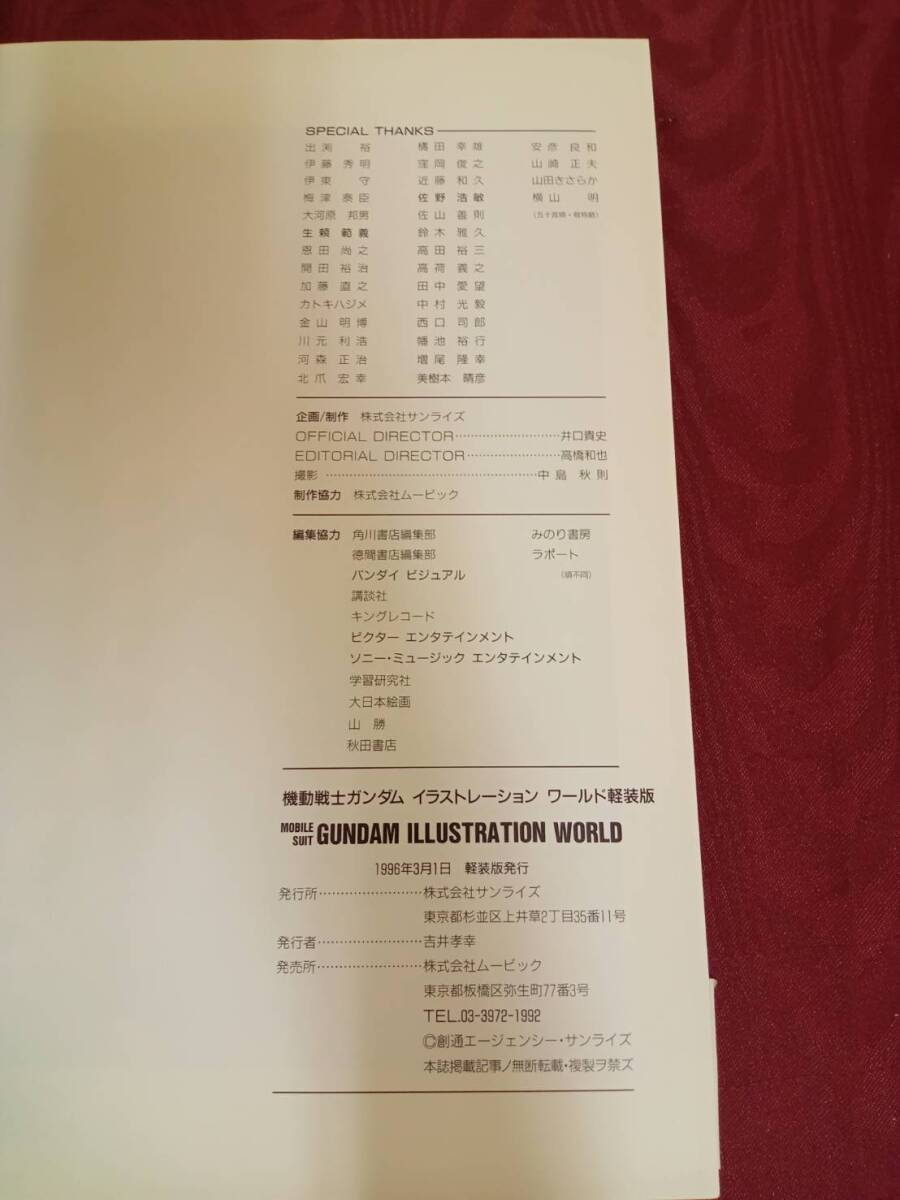 SPECIAL THANKS
出渕 裕
伊藤 秀明
伊東 守
梅津 泰臣
大河原 邦男
生頼 範義
恩田 尚之
開田 裕治
加藤 直之
カトキハジメ
金山 明博
川元 利浩
河森 正治
北爪 宏幸
橘田 幸雄
窪岡 俊之
近藤 和久
佐野 浩敏
佐山 善則
鈴木 雅久
高田 裕三
高荷 義之
田中 愛望
中村 光毅
西口 司郎
幡池 裕行
増尾 隆幸
美樹本 晴彦
安彦 良和
山崎 正夫
山田きさらか
横山 明
(五十音順・敬称略)
企画/制作 株式会社サンライズ
OFFICIAL DIRECTOR‥‥‥‥‥‥‥‥‥井口貴史
EDITORIAL DIRECTOR‥‥‥‥‥‥‥‥高橋和也
撮影‥‥‥‥‥‥‥‥‥‥‥‥‥‥‥‥‥‥中島 秋則
制作協力 株式会社ムービック
編集協力 角川書店編集部
徳間書店編集部
バンダイ ビジュアル
講談社
キングレコード
ビクター エンタテインメント
ソニー・ミュージック エンタテインメント
学習研究社
大日本絵画
山 勝
秋田書店
みのり書房
ラポート
(順不同)
機動戦士ガンダム イラストレーション ワールド軽装版
MOBILE SUIT GUNDAM ILLUSTRATION WORLD
1996年3月1日 軽装版発行
発行所‥‥‥‥‥‥‥‥‥株式会社サンライズ
東京都杉並区上井草2丁目35番11号
発行者‥‥‥‥‥‥‥‥‥吉井孝幸
発売所‥‥‥‥‥‥‥‥‥株式会社ムービック
東京都板橋区弥生町77番3号
TEL.03-3972-1992
©創通エージェンシー・サンライズ
本誌掲載記事ノ無断転載・複製ヲ禁ズ